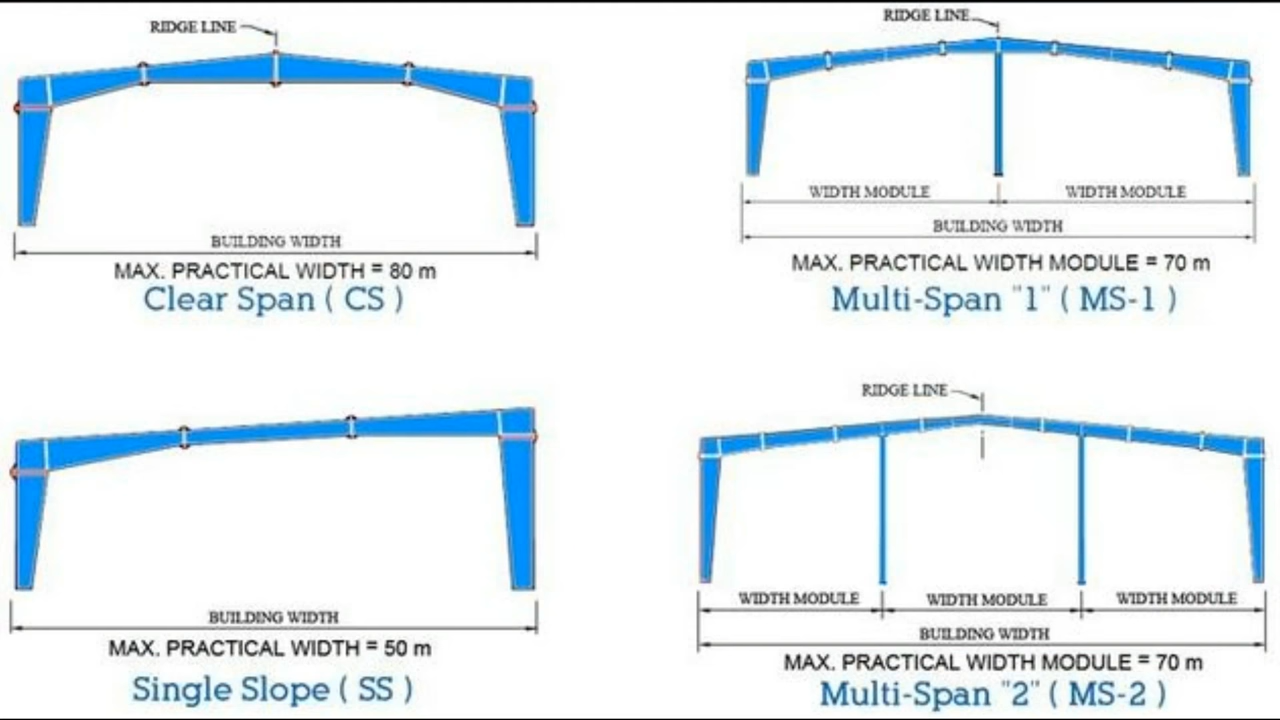 RIDGE LINE
BUILDING WIDTH
MAX. PRACTICAL WIDTH = 80 m
Clear Span ( CS )
RIDGE LINE
WIDTH MODULE WIDTH MODULE
BUILDING WIDTH
MAX. PRACTICAL WIDTH MODULE = 70 m
Multi-Span "1" ( MS-1 )
BUILDING WIDTH
MAX. PRACTICAL WIDTH = 50 m
Single Slope ( SS )
RIDGE LINE
WIDTH MODULE WIDTH MODULE WIDTH MODULE
BUILDING WIDTH
MAX. PRACTICAL WIDTH MODULE = 70 m
Multi-Span "2" ( MS-2 )